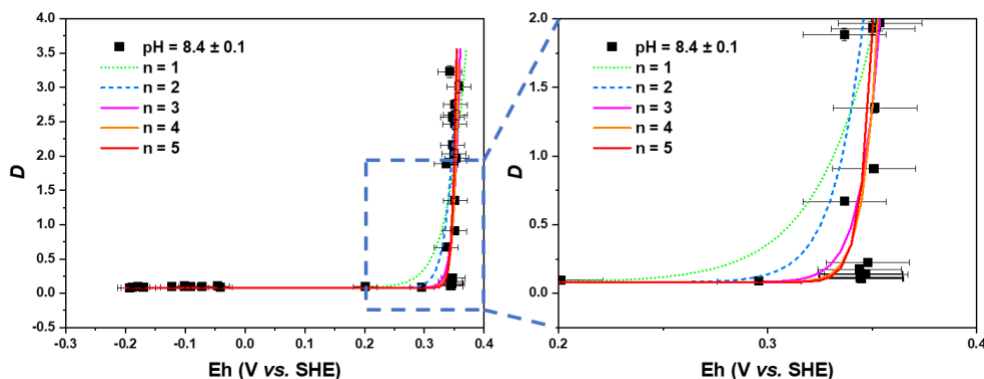 4.0
3.5
3.0
2.5
2.0
1.5
1.0
0.5
0.0
-0.5
D
pH = 8.4 ± 0.1
n = 1
n = 2
n = 3
n = 4
n = 5
-0.3 -0.2 -0.1 0.0 0.1 0.2 0.3 0.4
Eh (V vs. SHE)
2.0
1.5
1.0
0.5
0.0
D
pH = 8.4 ± 0.1
n = 1
n = 2
n = 3
n = 4
n = 5
0.2 0.3 0.4
Eh (V vs. SHE)